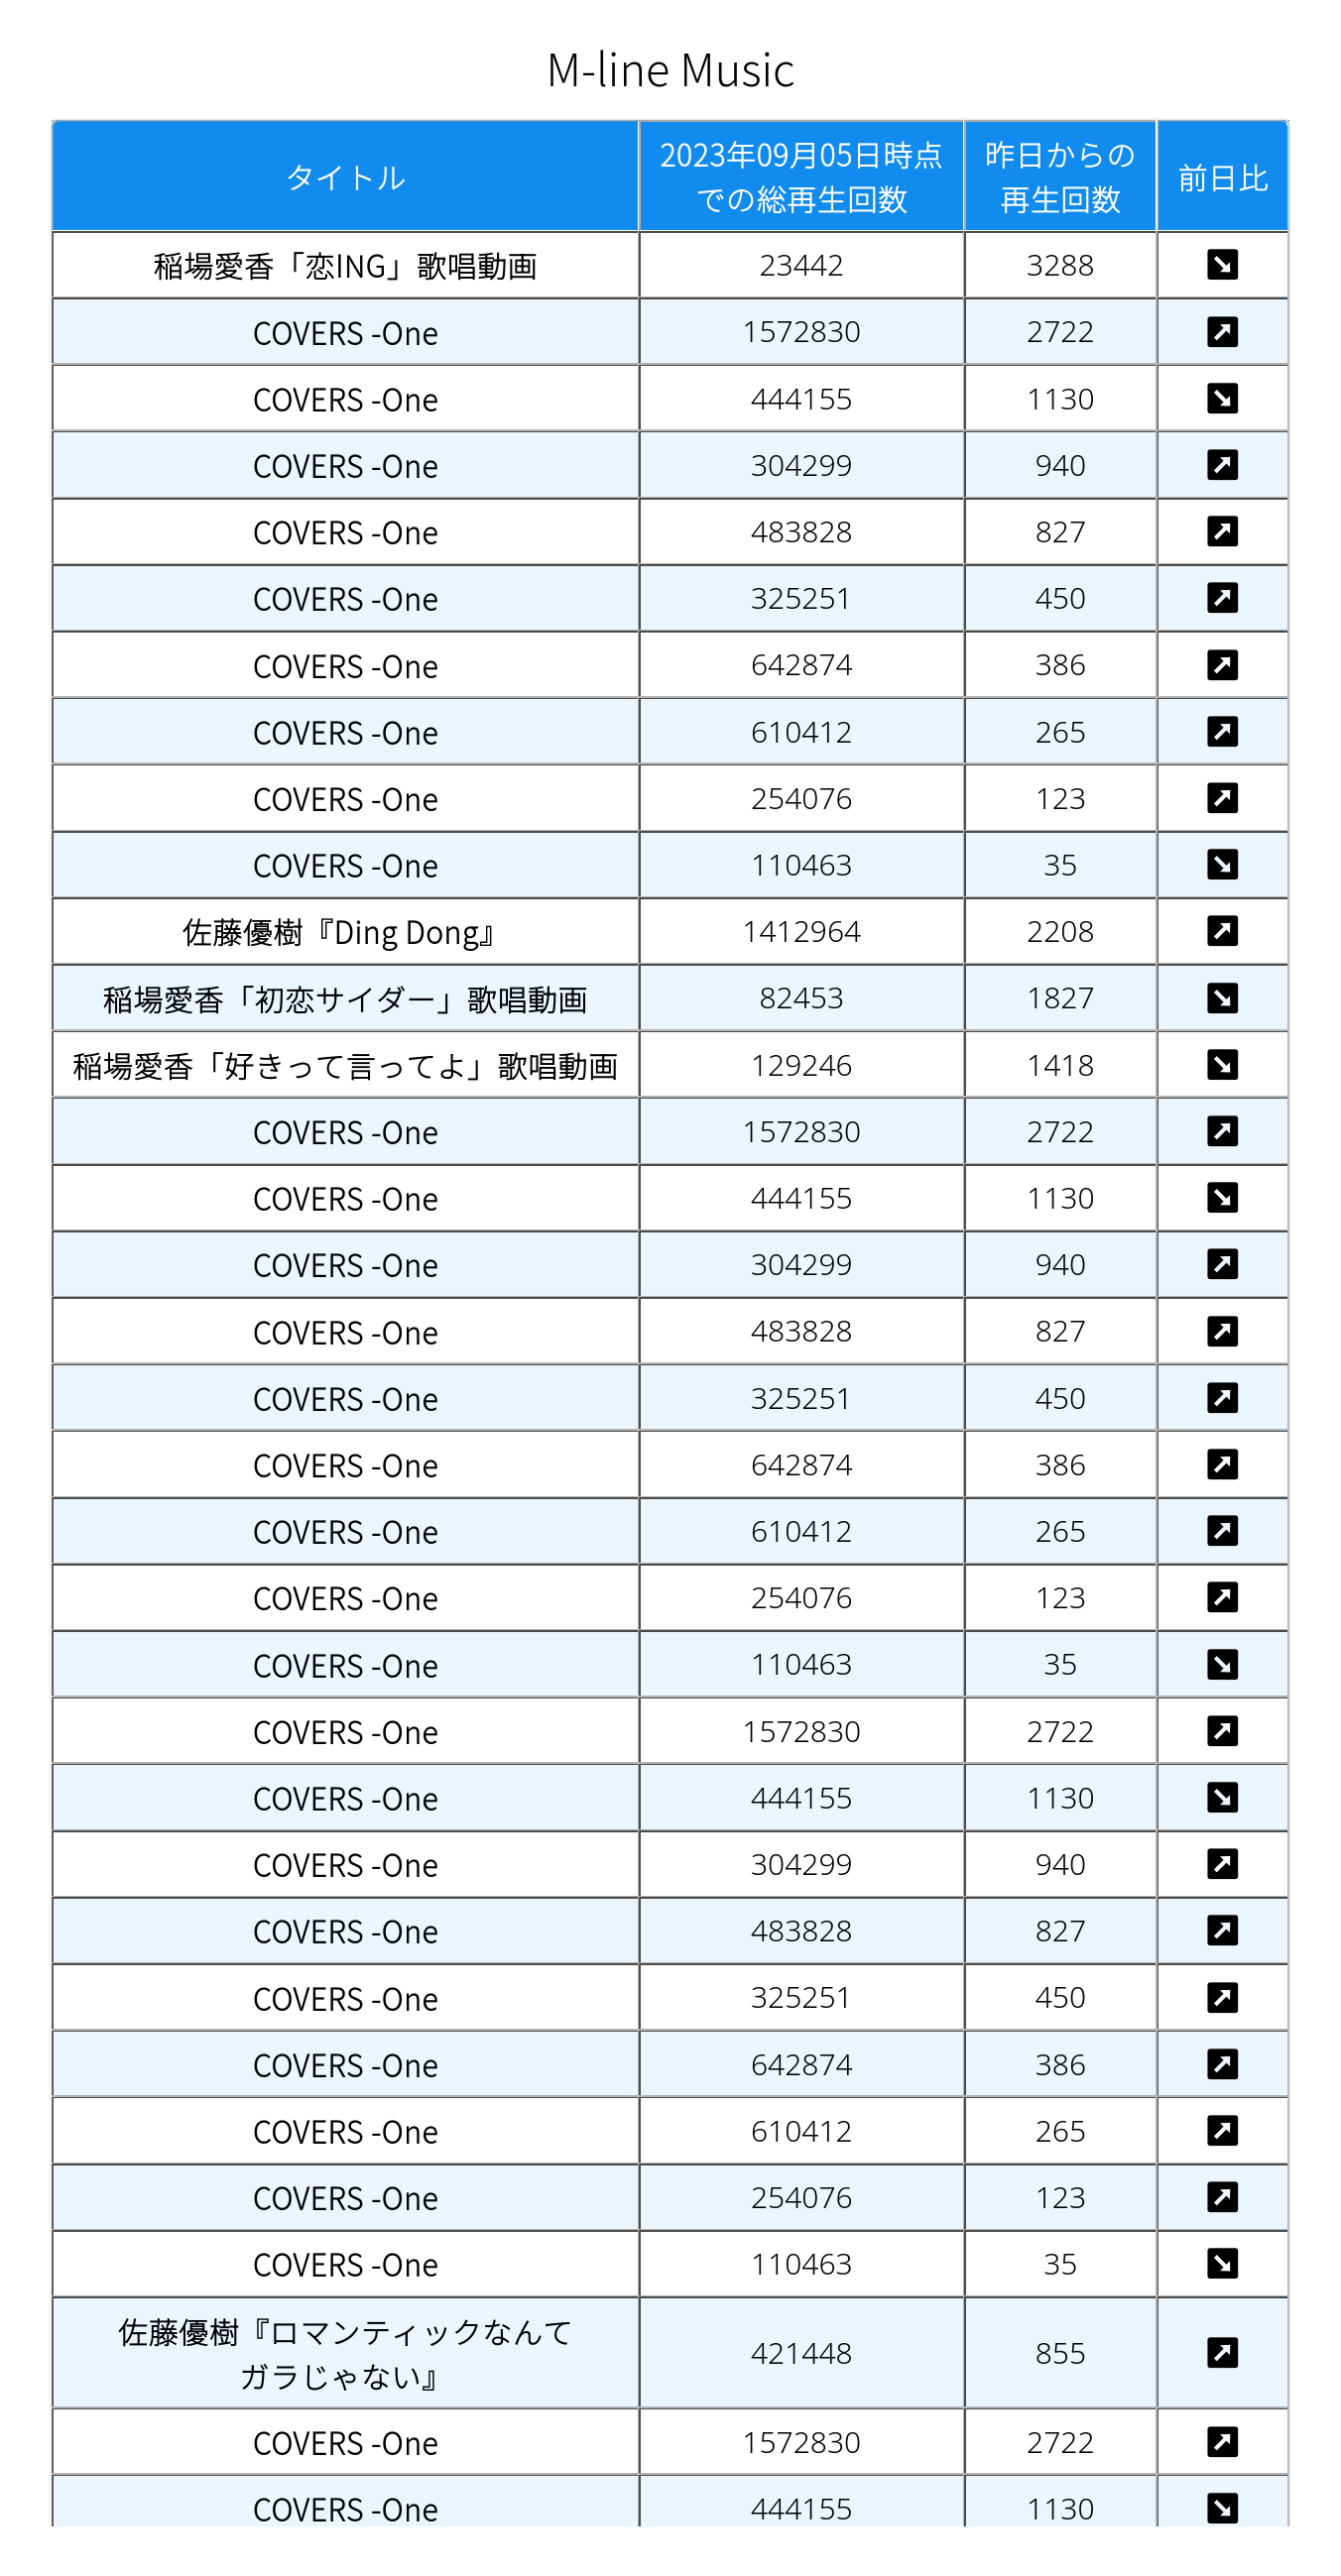 M-line Music
タイトル 2023年09月05日時点 昨日からの 前日比
での総再生回数 再生回数
稲場愛香「恋ING」歌唱動画 23442 3288
COVERS -One 1572830 2722
COVERS -One 444155 1130
COVERS -One 304299 940
COVERS -One 483828 827
COVERS -One 325251 450
COVERS -One 642874 386
COVERS -One 610412 265
COVERS -One 254076 123
COVERS -One 110463 35
佐藤優樹『Ding Dong』 1412964 2208
稲場愛香「初恋サイダー」歌唱動画 82453 1827
稲場愛香「好きって言ってよ」歌唱動画 129246 1418
COVERS -One 1572830 2722
COVERS -One 444155 1130
COVERS -One 304299 940
COVERS -One 483828 827
COVERS -One 325251 450
COVERS -One 642874 386
COVERS -One 610412 265
COVERS -One 254076 123
COVERS -One 110463 35
COVERS -One 1572830 2722
COVERS -One 444155 1130
COVERS -One 304299 940
COVERS -One 483828 827
COVERS -One 325251 450
COVERS -One 642874 386
COVERS -One 610412 265
COVERS -One 254076 123
COVERS -One 110463 35
佐藤優樹『ロマンティックなんて
ガラじゃない』 421448 855
COVERS -One 1572830 2722
COVERS -One 444155 1130